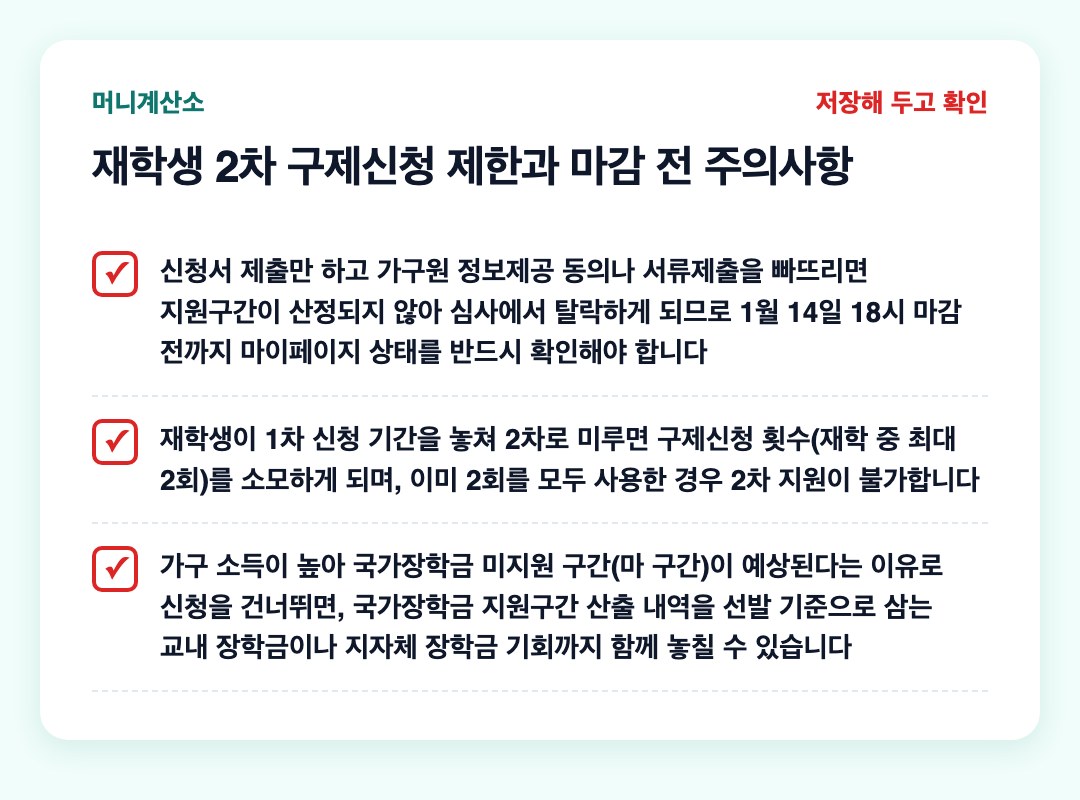 머니계산소
저장해 두고 확인
재학생 2차 구제신청 제한과 마감 전 주의사항
신청서 제출만 하고 가구원 정보제공 동의나 서류제출을 빠뜨리면
지원구간이 산정되지 않아 심사에서 탈락하게 되므로 1월 14일 18시 마감
전까지 마이페이지 상태를 반드시 확인해야 합니다
재학생이 1차 신청 기간을 놓쳐 2차로 미루면 구제신청 횟수(재학 중 최대
2회)를 소모하게 되며, 이미 2회를 모두 사용한 경우 2차 지원이 불가합니다
가구 소득이 높아 국가장학금 미지원 구간(마 구간)이 예상된다는 이유로
신청을 건너뛰면, 국가장학금 지원구간 산출 내역을 선발 기준으로 삼는
교내 장학금이나 지자체 장학금 기회까지 함께 놓칠 수 있습니다